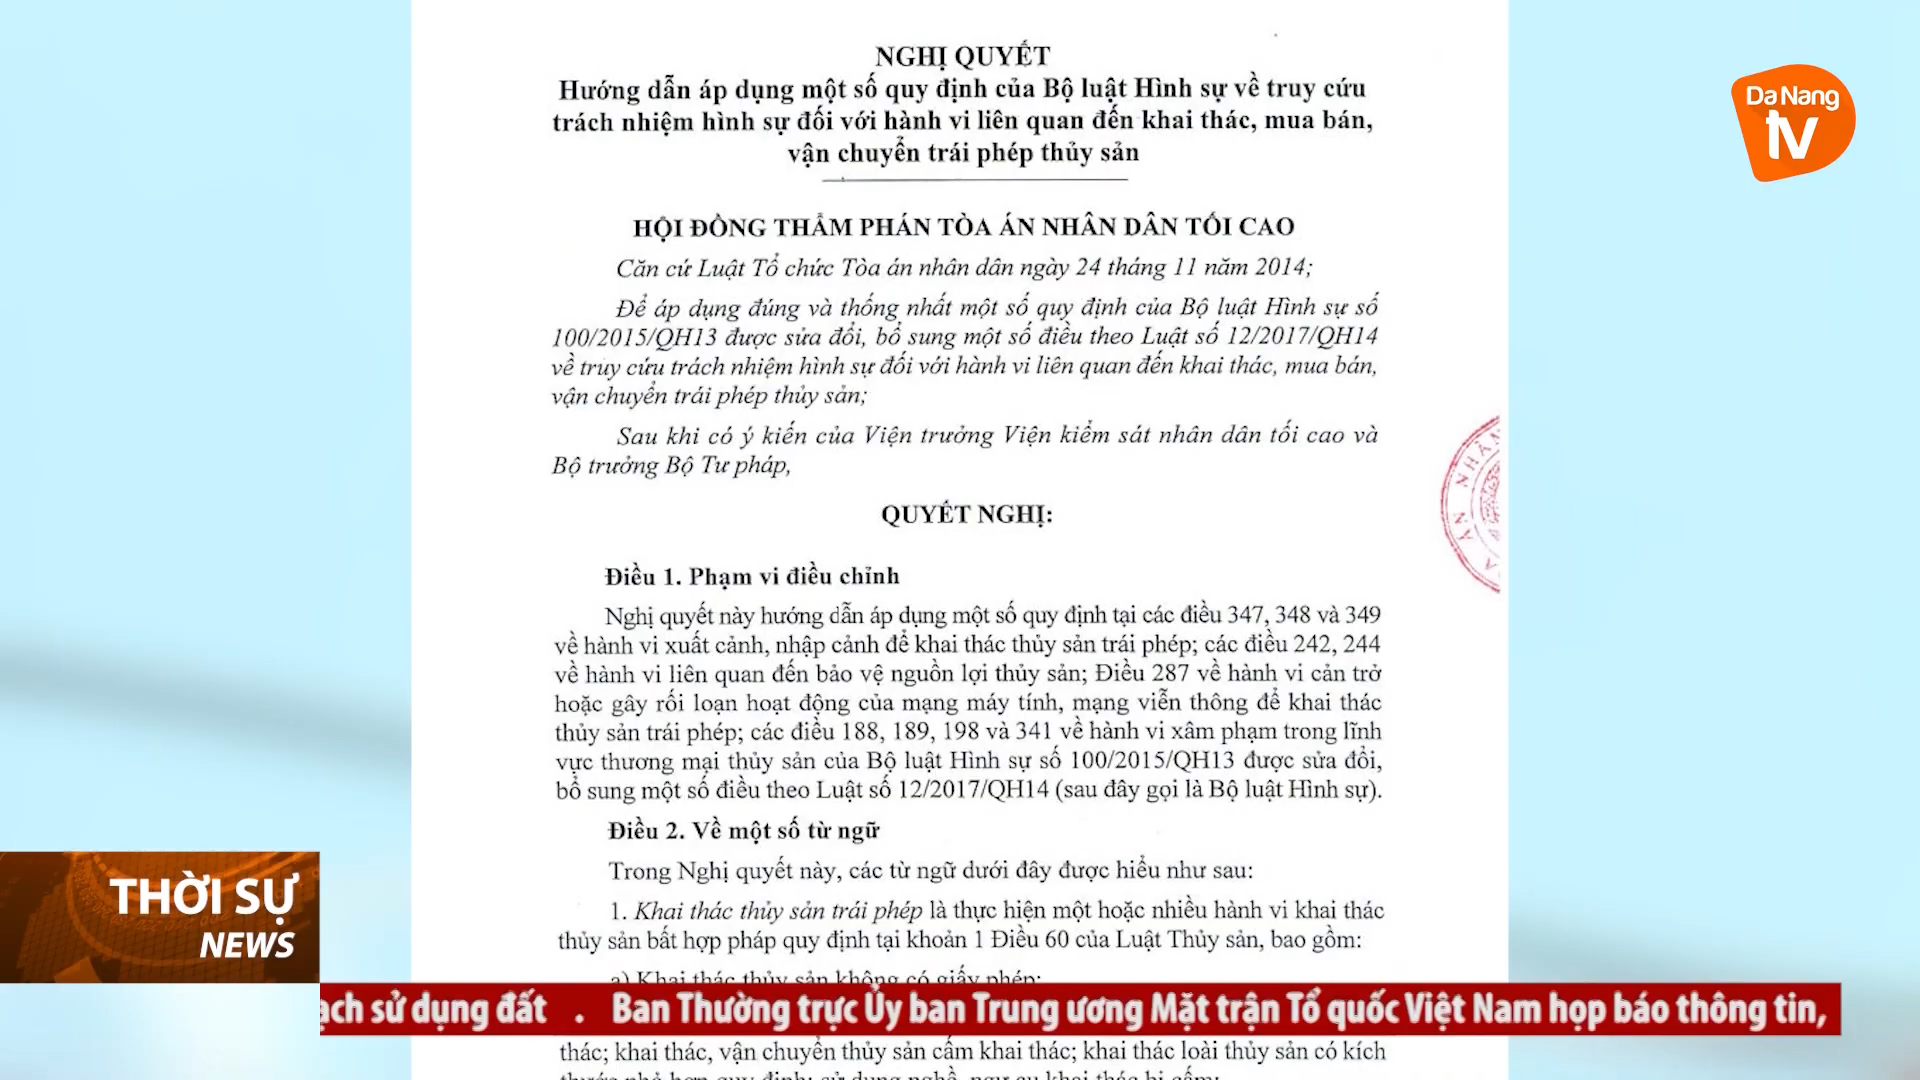 NGHỊ QUYẾT
Hướng dẫn áp dụng một số quy định của Bộ luật Hình sự về truy cứu
trách nhiệm hình sự đối với hành vi liên quan đến khai thác, mua bán,
vận chuyển trái phép thủy sản
Da Nang
TV
HỘI ĐỒNG THẨM PHÁN TÒA ÁN NHÂN DÂN TỐI CAO
Căn cứ Luật Tổ chức Tòa án nhân dân ngày 24 tháng 11 năm 2014;
Để áp dụng đúng và thống nhất một số quy định của Bộ luật Hình sự số
100/2015/QH13 được sửa đổi, bổ sung một số điều theo Luật số 12/2017/QH14
về truy cứu trách nhiệm hình sự đối với hành vi liên quan đến khai thác, mua bán,
vận chuyển trái phép thủy sản;
Sau khi có ý kiến của Viện trưởng Viện kiểm sát nhân dân tối cao và
Bộ trưởng Bộ Tư pháp,
ÁN NHÂN
QUYẾT NGHỊ:
Điều 1. Phạm vi điều chỉnh
Nghị quyết này hướng dẫn áp dụng một số quy định tại các điều 347, 348 và 349
về hành vi xuất cảnh, nhập cảnh để khai thác thủy sản trái phép; các điều 242, 244
về hành vi liên quan đến bảo vệ nguồn lợi thủy sản; Điều 287 về hành vi cản trở
hoặc gây rối loạn hoạt động của mạng máy tính, mạng viễn thông để khai thác
thủy sản trái phép; các điều 188, 189, 198 và 341 về hành vi xâm phạm trong lĩnh
vực thương mại thủy sản của Bộ luật Hình sự số 100/2015/QH13 được sửa đổi,
bổ sung một số điều theo Luật số 12/2017/QH14 (sau đây gọi là Bộ luật Hình sự).
Điều 2. Về một số từ ngữ
Trong Nghị quyết này, các từ ngữ dưới đây được hiểu như sau:
1. Khai thác thủy sản trái phép là thực hiện một hoặc nhiều hành vi khai thác
thủy sản bất hợp pháp quy định tại khoản 1 Điều 60 của Luật Thủy sản, bao gồm:
a) Khai thác thủy sản không có giấy phép;
THỜI SỰ
NEWS
ạch sử dụng đất . Ban Thường trực Ủy ban Trung ương Mặt trận Tổ quốc Việt Nam họp báo thông tin,
thác; khai thác, vận chuyển thủy sản cấm khai thác; khai thác loài thủy sản có kích